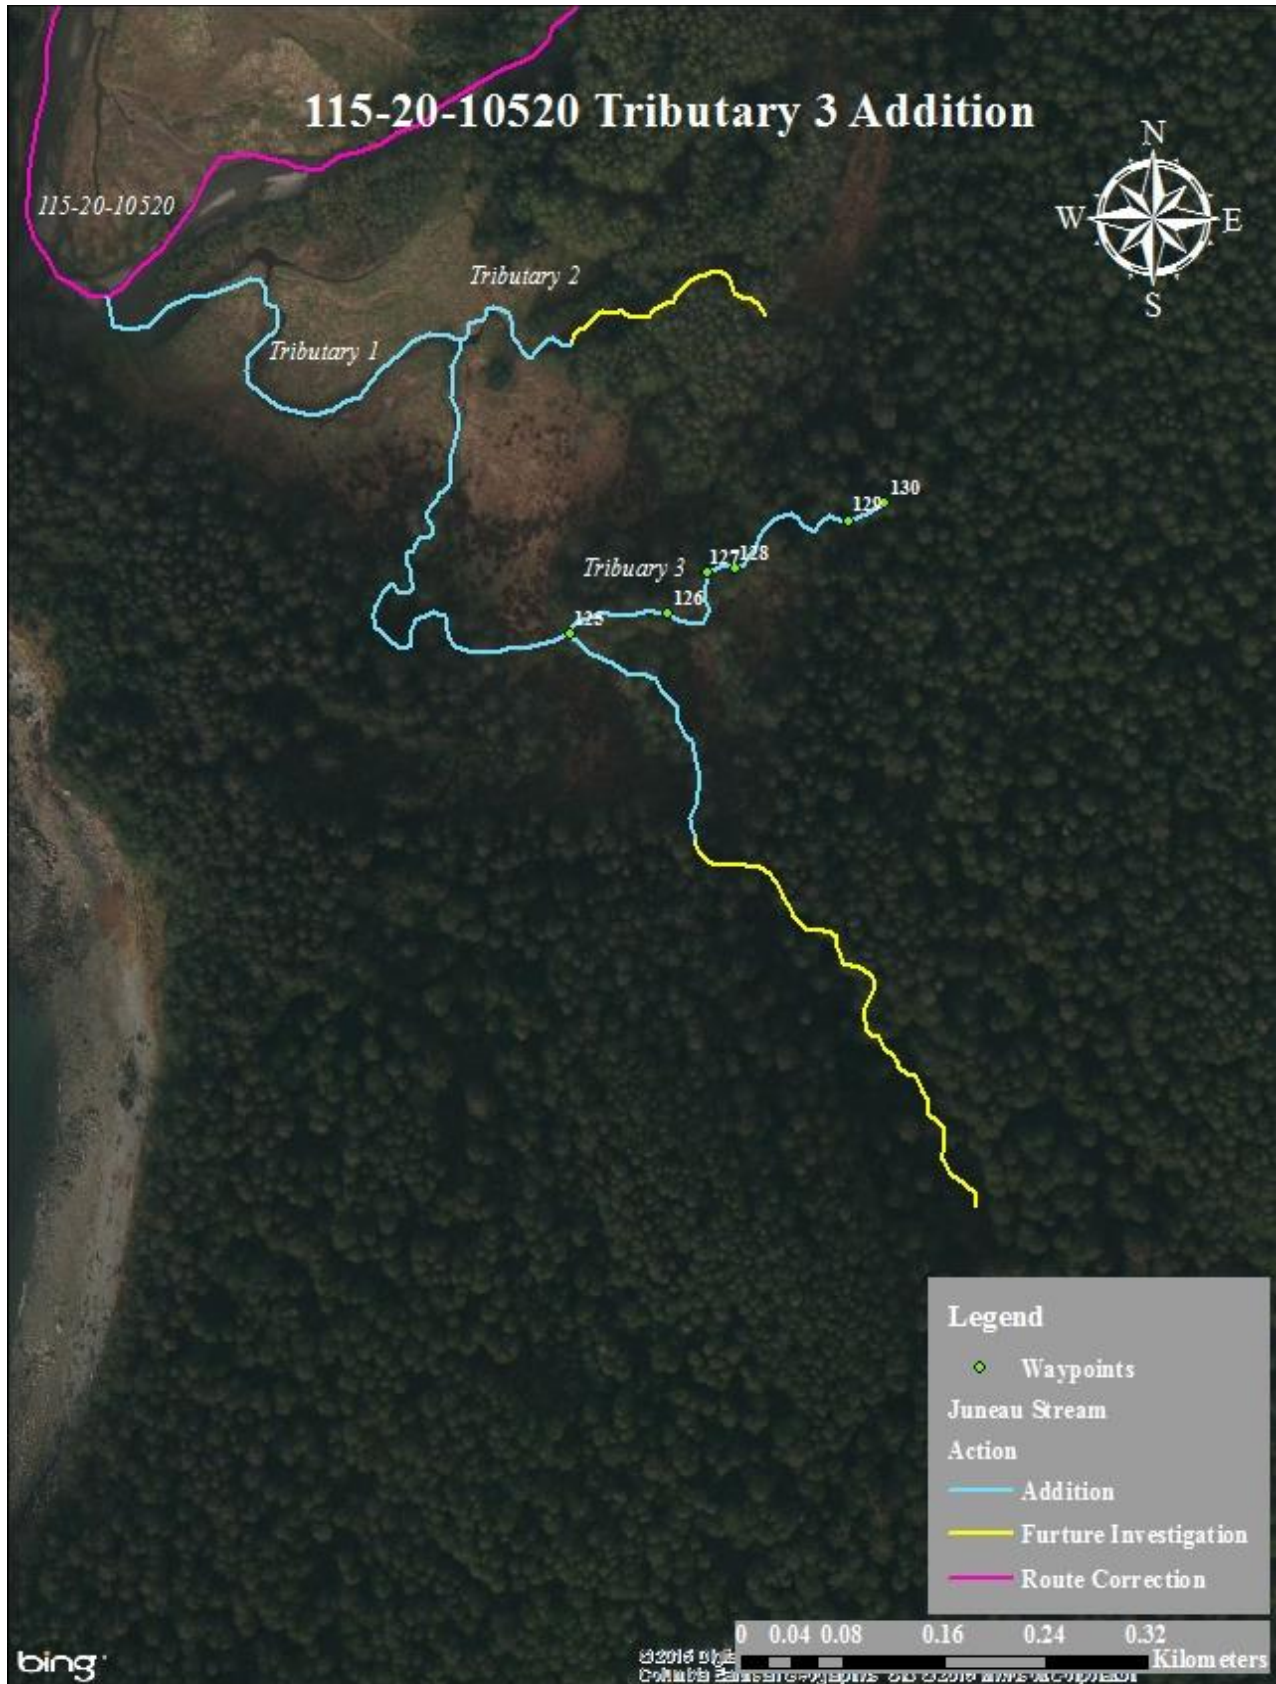 115-20-10520 Tributary 3 Addition
N
W E
S
115-20-10520
Tributary 2
Tributary 1
130
129
127
128
Tribuary 3
126
125
Legend
Waypoints
Juneau Stream
Action
Addition
Furture Investigation
Route Correction
0 0.04 0.08 0.16 0.24 0.32
Kilometers
bing
©2016